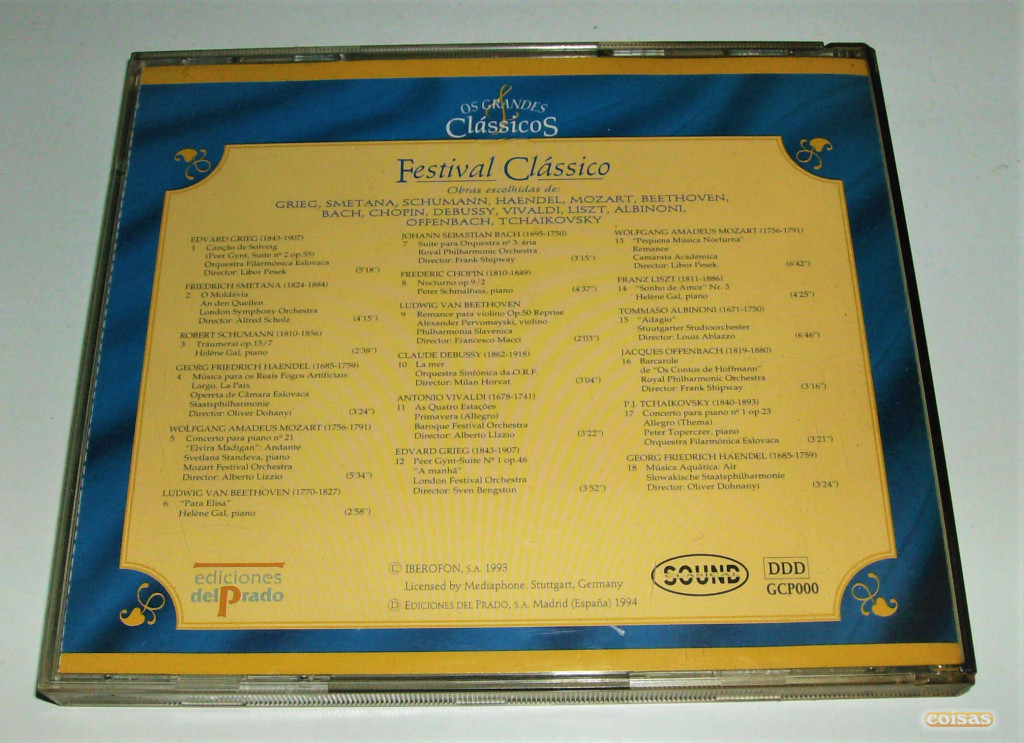 OS GRANDES
CláSSICOS
Festival Clássico
Obras escolhidas de:
GRIEG, SMETANA, SCHUMANN, HAENDEL, MOZART, BEETHOVEN,
BACH, CHOPIN, DEBUSSY, VIVALDI, LISZT, ALBINONI,
OFFENBACH, TCHAIKOVSKY
EDVARD GRIEG (1843-1907)
1 Canção de Solveig
(Peer Gynt, Suite nº 2 op.55)
Orquestra Filarmónica Eslovaca
Director: Libor Pesek (5'18")
FRIEDRICH SMETANA (1824-1884)
2 O Moldávia
An den Quellen
London Symphony Orchestra
Director: Alfred Scholz (4'15")
ROBERT SCHUMANN (1810-1856)
3 Träumerai op.15/7
Helène Gal, piano (2'38")
GEORG FRIEDRICH HAENDEL (1685-1759)
4 Música para os Reais Fogos Artificiais
Largo. La Paix
Opereta de Câmara Eslovaca
Staatsphilharmonie
Director: Oliver Dohanyi (3'24")
WOLFGANG AMADEUS MOZART (1756-1791)
5 Concerto para piano nº 21
"Elvira Madigan": Andante
Svetlana Standeva, piano
Mozart Festival Orchestra
Director: Alberto Lizzio (5'34")
LUDWIG VAN BEETHOVEN (1770-1827)
6 "Para Elisa"
Helène Gal, piano (2'58")
JOHANN SEBASTIAN BACH (1695-1750)
7 Suite para Orquestra nº 3: ária
Royal Philharmonic Orchestra
Director: Frank Shipway (3'15")
FREDERIC CHOPIN (1810-1849)
8 Nocturno op.9/2
Peter Schmalfuss, piano (4'37")
LUDWIG VAN BEETHOVEN
9 Romance para violino Op.50 Reprise
Alexander Pervomayski, violino
Philharmonia Slavenica
Director: Francesco Macci (2'03")
CLAUDE DEBUSSY (1862-1918)
10 La mer
Orquestra Sinfónica da O.R.F.
Director: Milan Horvat (3'04")
ANTONIO VIVALDI (1678-1741)
11 As Quatro Estações
Primavera (Allegro)
Baroque Festival Orchestra
Director: Alberto LIzzio (3'22")
EDVARD GRIEG (1843-1907)
12 Peer Gynt-Suite Nº 1 op.46
"A manhã"
London Festival Orchestra
Director: Sven Bengston (3'52")
WOLFGANG AMADEUS MOZART (1756-1791)
13 "Pequena Música Nocturna"
Romance
Camarata Académica
Director: Libor Pesek (6'42")
FRANZ LISZT (1811-1886)
14 "Sonho de Amor" Nr. 3
Helène Gal, piano (4'25")
TOMMASO ALBINONI (1671-1750)
15 "Adagio"
Stuutgarter Studioorchester
Director: Louis Ablazzo (6'46")
JACQUES OFFENBACH (1819-1880)
16 Barcarole
de "Os Contos de Hoffmann"
Royal Philharmonic Orchestra
Director: Frank Shipway (3'16")
P.J. TCHAIKOVSKY (1840-1893)
17 Concerto para piano nº 1 op.23
Allegro (Thema)
Peter Toperczer, piano
Orquestra Filarmónica Eslovaca (3'21")
GEORG FRIEDRICH HAENDEL (1685-1759)
18 Música Aquática: Air
Slowakische Staatsphilharmonie
Director: Oliver Dohnanyi (3'24")
ediciones
del Prado
© IBEROFON, S.A. 1993
Licensed by Mediaphone. Stuttgart, Germany
Ⓓ EDICIONES DEL PRADO, S.A. Madrid (España) 1994
SOUND
DDD
GCP000
coisas